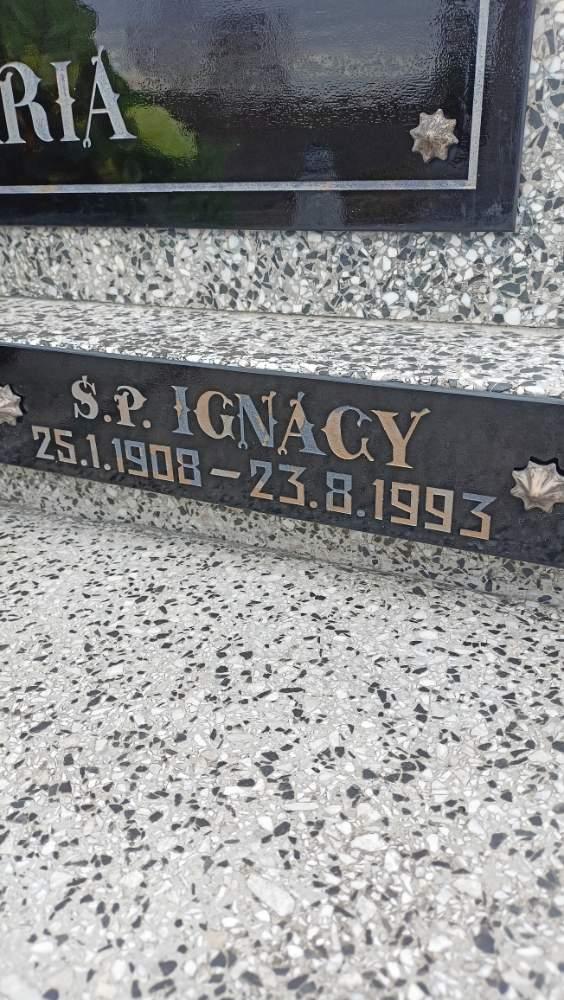 RIA
Ś.P. IGNACY
25.1.1908 – 23.8.1993